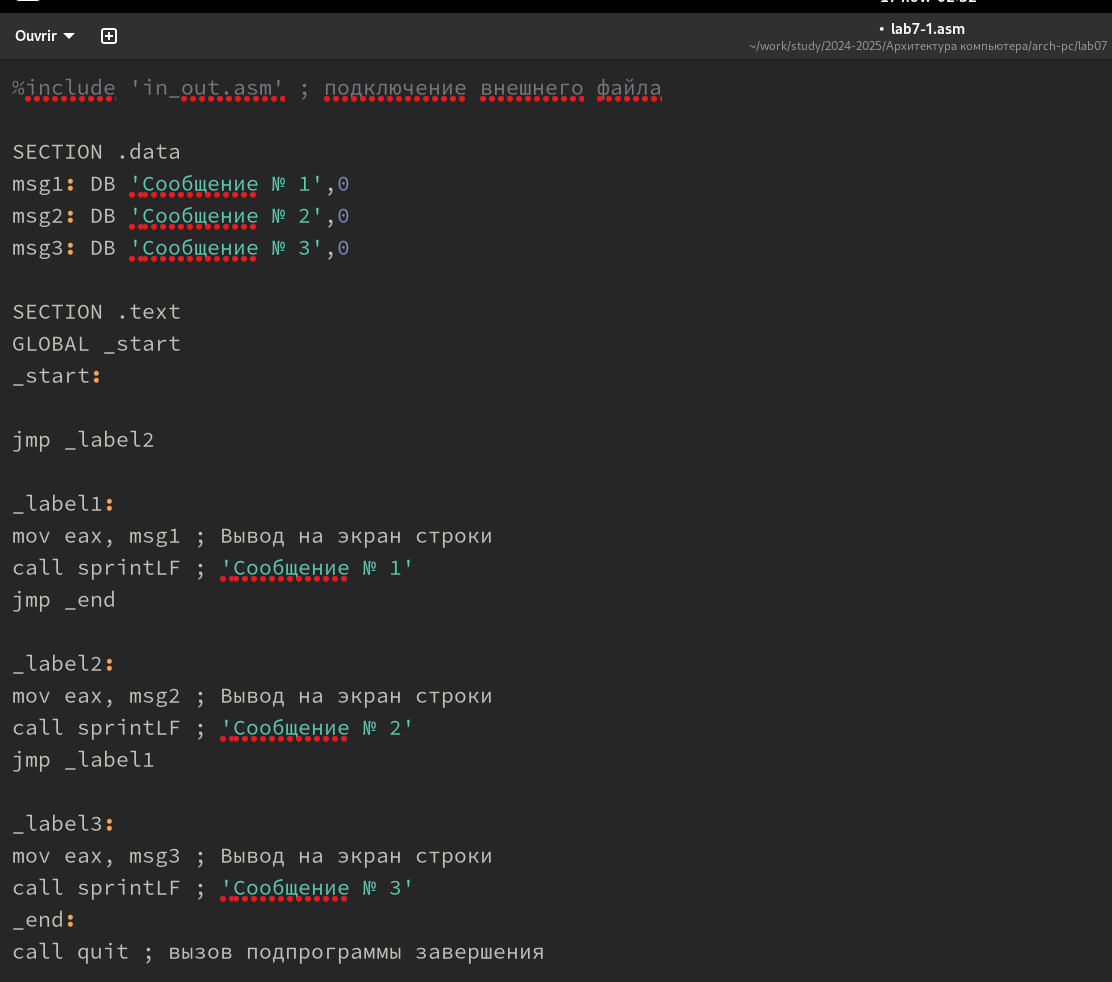 Ouvrir
• lab7-1.asm
~/work/study/2024-2025/Архитектура компьютера/arch-pc/lab07
%include 'in_out.asm' ; подключение внешнего файла
SECTION .data
msg1: DB 'Сообщение № 1',0
msg2: DB 'Сообщение № 2',0
msg3: DB 'Сообщение № 3',0
SECTION .text
GLOBAL _start
_start:
jmp _label2
_label1:
mov eax, msg1 ; Вывод на экран строки
call sprintLF ; 'Сообщение № 1'
jmp _end
_label2:
mov eax, msg2 ; Вывод на экран строки
call sprintLF ; 'Сообщение № 2'
jmp _label1
_label3:
mov eax, msg3 ; Вывод на экран строки
call sprintLF ; 'Сообщение № 3'
_end:
call quit ; вызов подпрограммы завершения